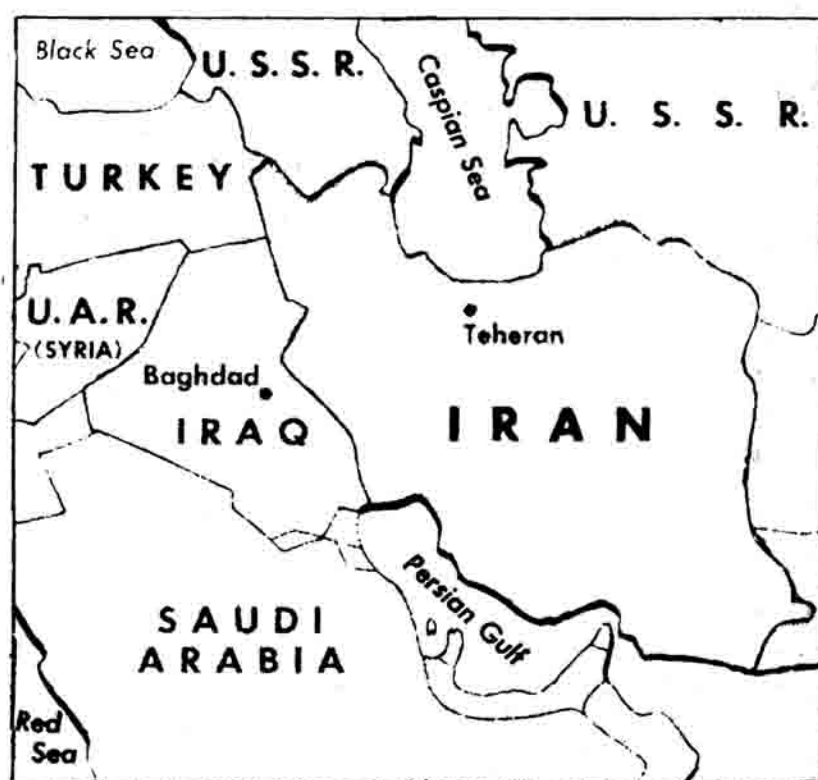 Black Sea
U. S. S. R.
Caspian Sea
U. S. S. R.
TURKEY
U. A. R.
(SYRIA)
Teheran
Baghdad
IRAQ
IRAN
Persian Gulf
SAUDI
ARABIA
Red
Sea